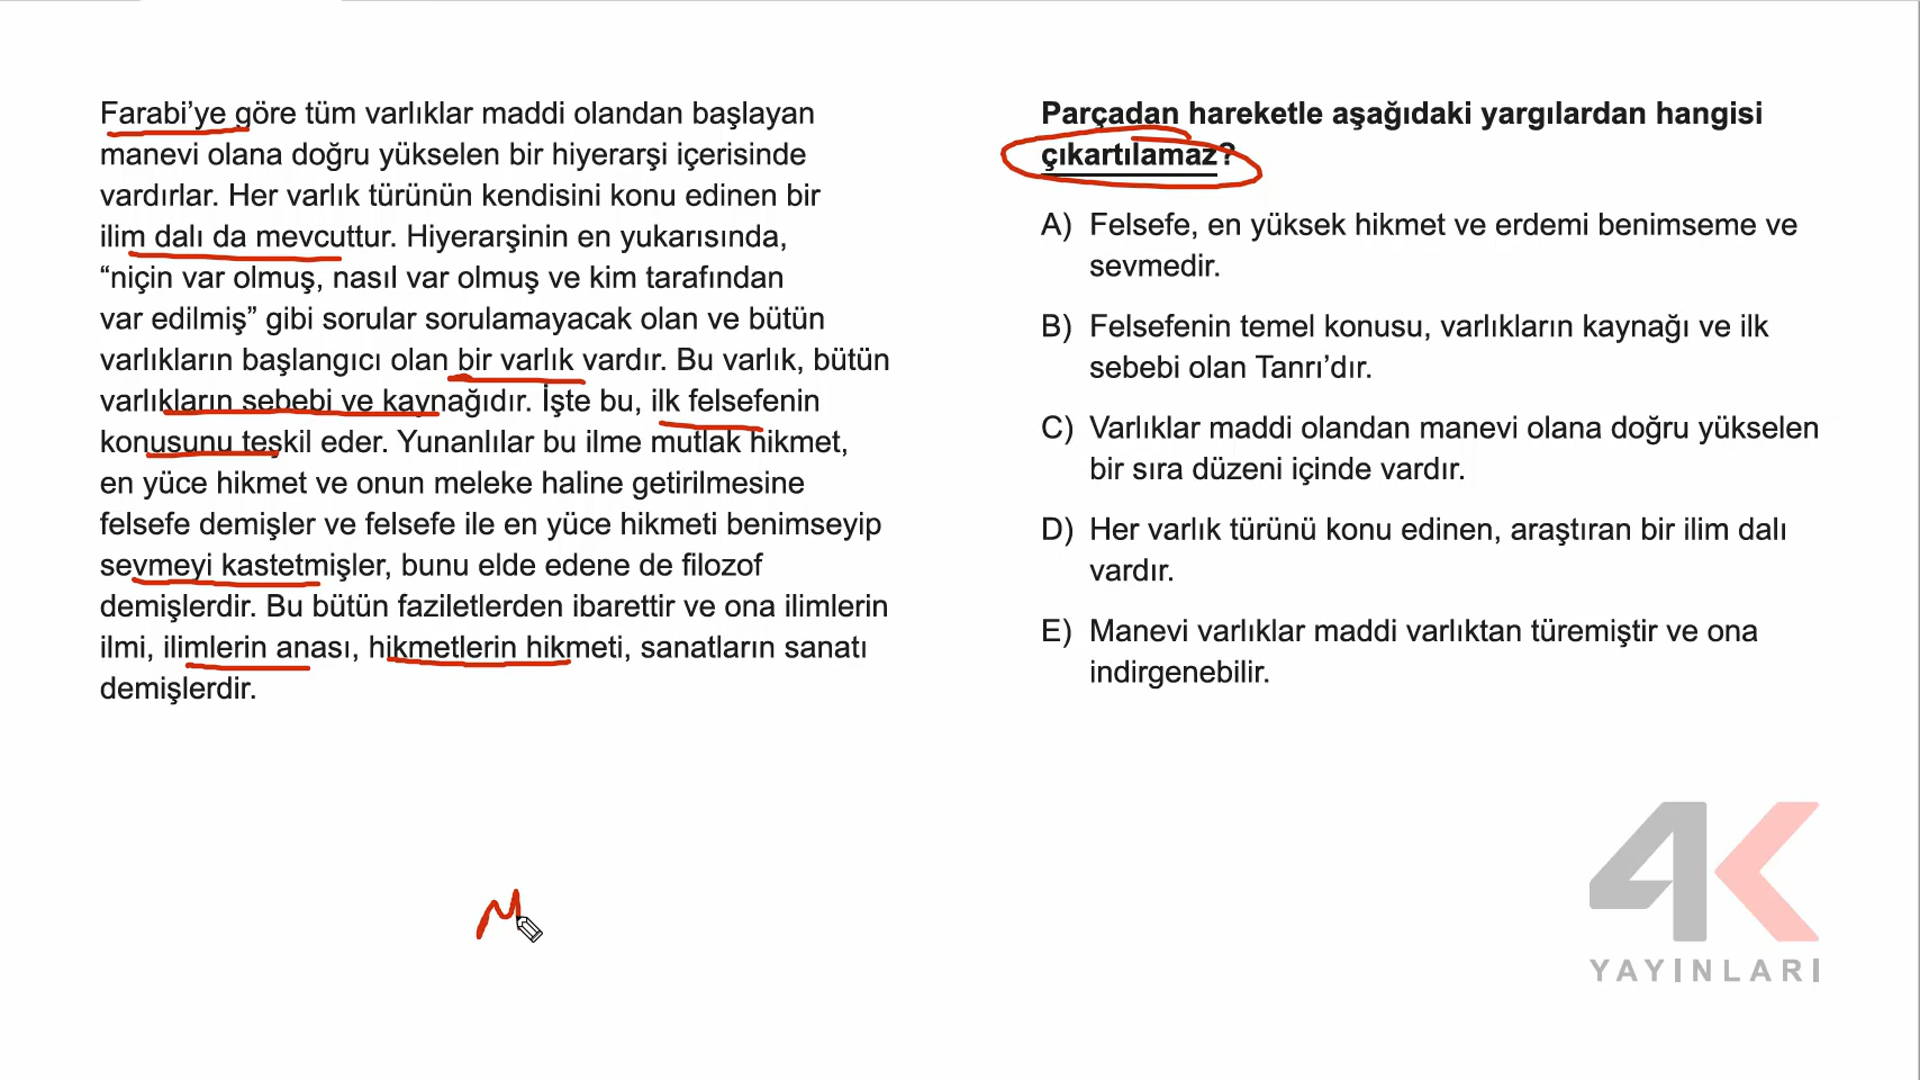 Farabi’ye göre tüm varlıklar maddi olandan başlayan
manevi olana doğru yükselen bir hiyerarşi içerisinde
vardırlar. Her varlık türünün kendisini konu edinen bir
ilim dalı da mevcuttur. Hiyerarşinin en yukarısında,
“niçin var olmuş, nasıl var olmuş ve kim tarafından
var edilmiş” gibi sorular sorulamayacak olan ve bütün
varlıkların başlangıcı olan bir varlık vardır. Bu varlık, bütün
varlıkların sebebi ve kaynağıdır. İşte bu, ilk felsefenin
konusunu teşkil eder. Yunanlılar bu ilme mutlak hikmet,
en yüce hikmet ve onun meleke haline getirilmesine
felsefe demişler ve felsefe ile en yüce hikmeti benimseyip
sevmeyi kastetmişler, bunu elde edene de filozof
demişlerdir. Bu bütün faziletlerden ibarettir ve ona ilimlerin
ilmi, ilimlerin anası, hikmetlerin hikmeti, sanatların sanatı
demişlerdir.
Parçadan hareketle aşağıdaki yargılardan hangisi
çıkartılamaz?
A) Felsefe, en yüksek hikmet ve erdemi benimseme ve
sevmedir.
B) Felsefenin temel konusu, varlıkların kaynağı ve ilk
sebebi olan Tanrı’dır.
C) Varlıklar maddi olandan manevi olana doğru yükselen
bir sıra düzeni içinde vardır.
D) Her varlık türünü konu edinen, araştıran bir ilim dalı
vardır.
E) Manevi varlıklar maddi varlıktan türemiştir ve ona
indirgenebilir.
4K
YAYINLARI